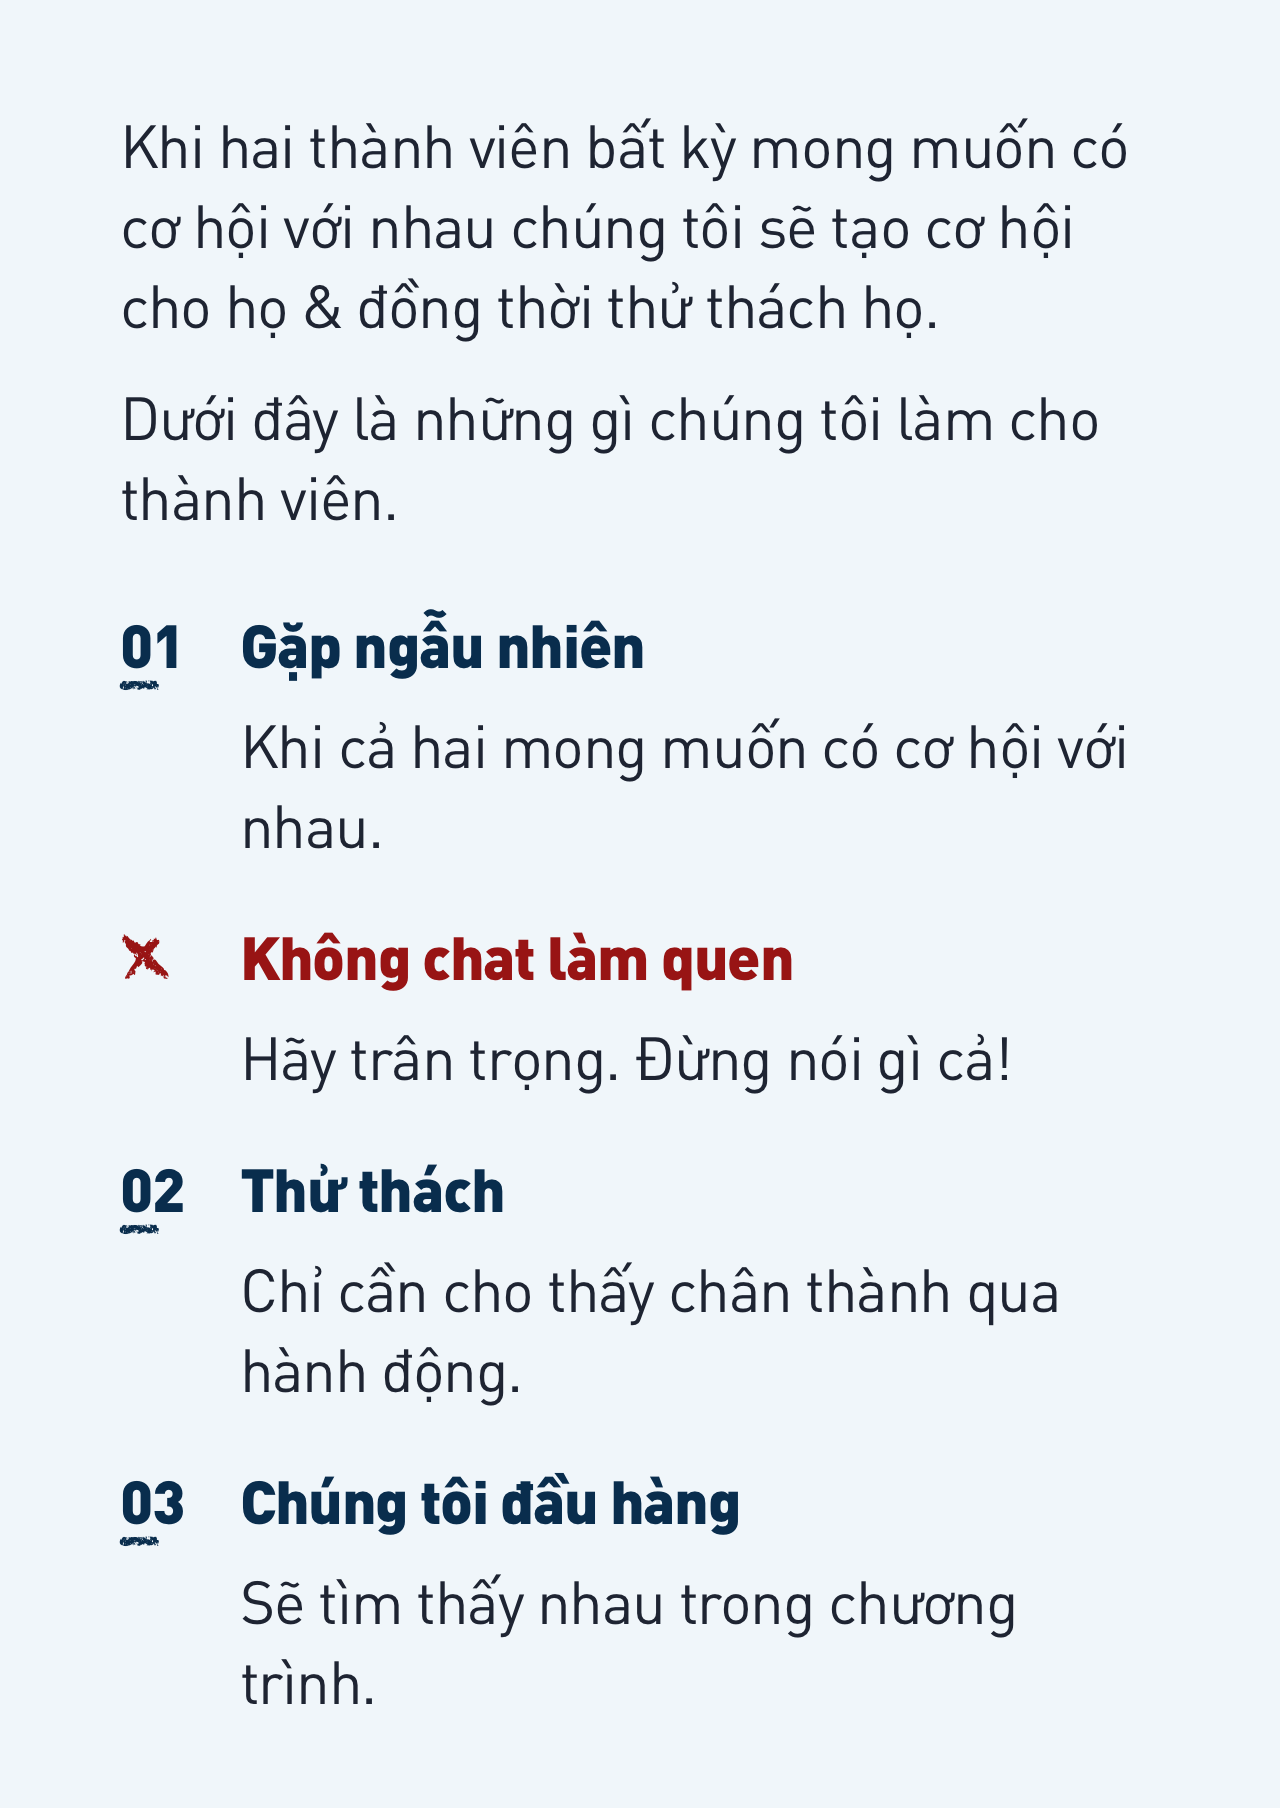 Khi hai thành viên bất kỳ mong muốn có
cơ hội với nhau chúng tôi sẽ tạo cơ hội
cho họ & đồng thời thử thách họ.
Dưới đây là những gì chúng tôi làm cho
thành viên.
01 Gặp ngẫu nhiên
Khi cả hai mong muốn có cơ hội với
nhau.
Không chat làm quen
Hãy trân trọng. Đừng nói gì cả!
02 Thử thách
Chỉ cần cho thấy chân thành qua
hành động.
03 Chúng tôi đầu hàng
Sẽ tìm thấy nhau trong chương
trình.